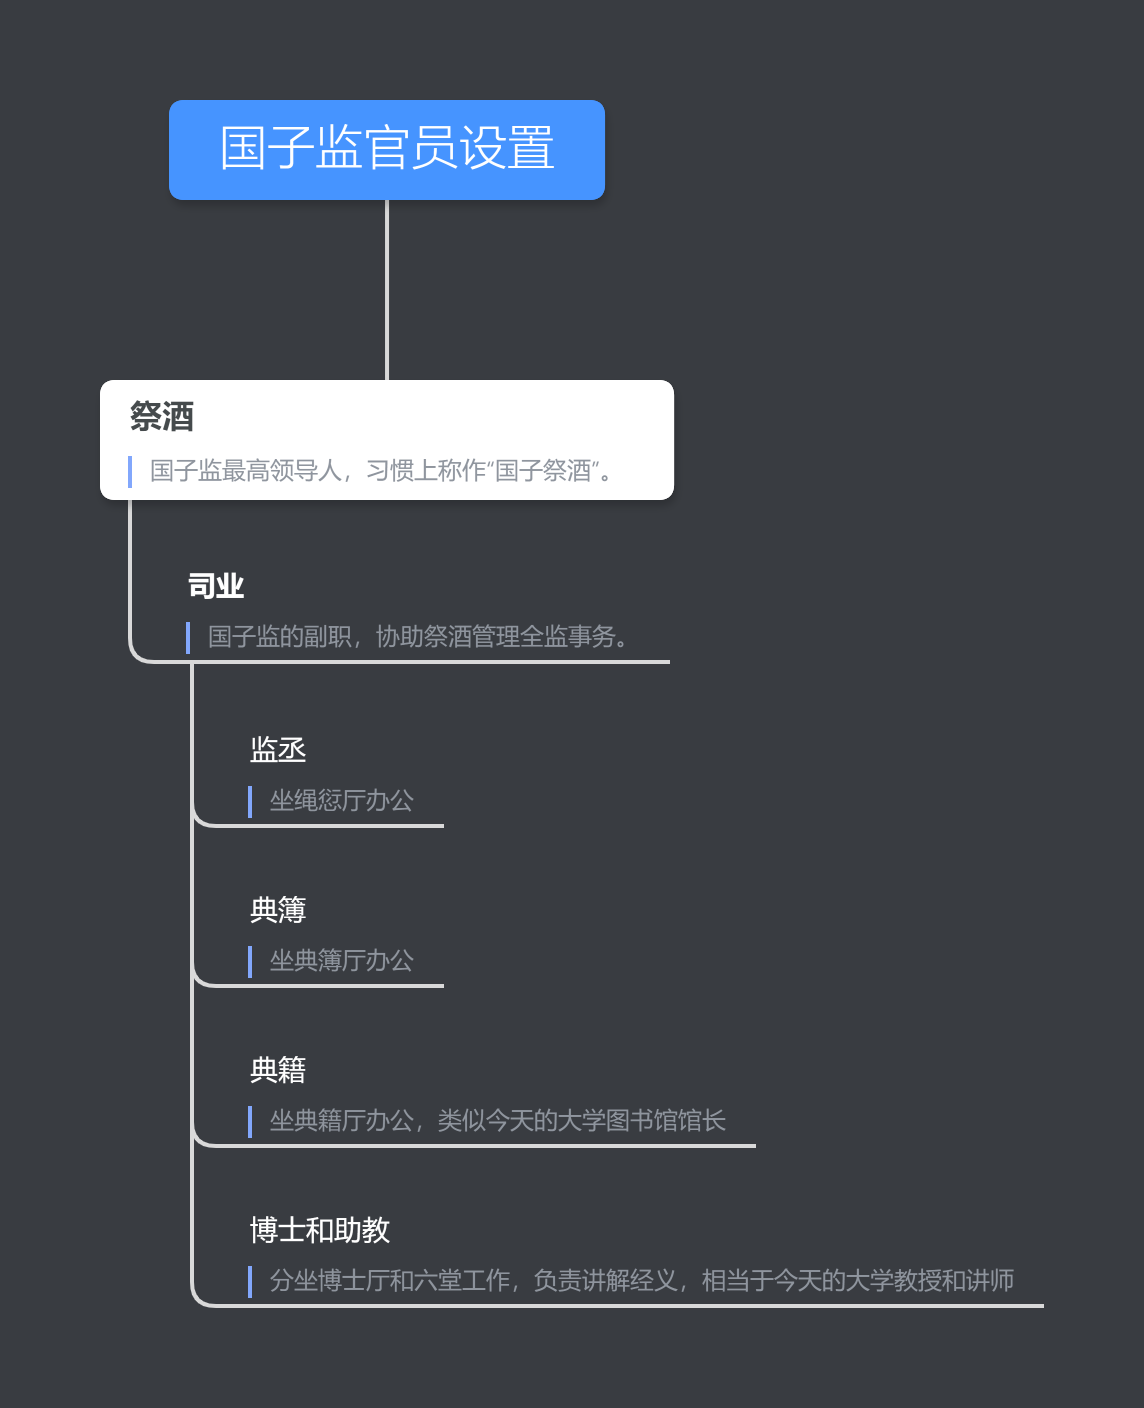 国子监官员设置
祭酒
国子监最高领导人，习惯上称作“国子祭酒“。
司业
国子监的副职，协助祭酒管理全监事务。
监丞
坐绳愆厅办公
典簿
坐典簿厅办公
典籍
坐典籍厅办公，类似今天的大学图书馆馆长
博士和助教
分坐博士厅和六堂工作，负责讲解经义，相当于今天的大学教授和讲师